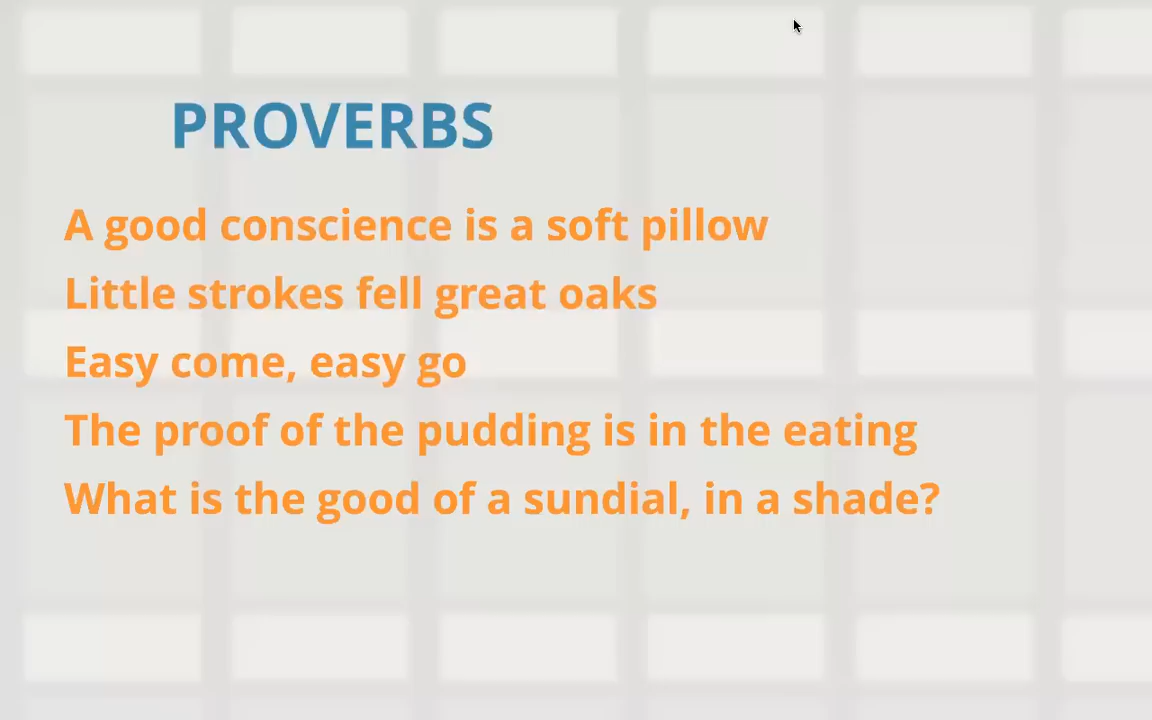 PROVERBS
A good conscience is a soft pillow
Little strokes fell great oaks
Easy come, easy go
The proof of the pudding is in the eating
What is the good of a sundial, in a shade?